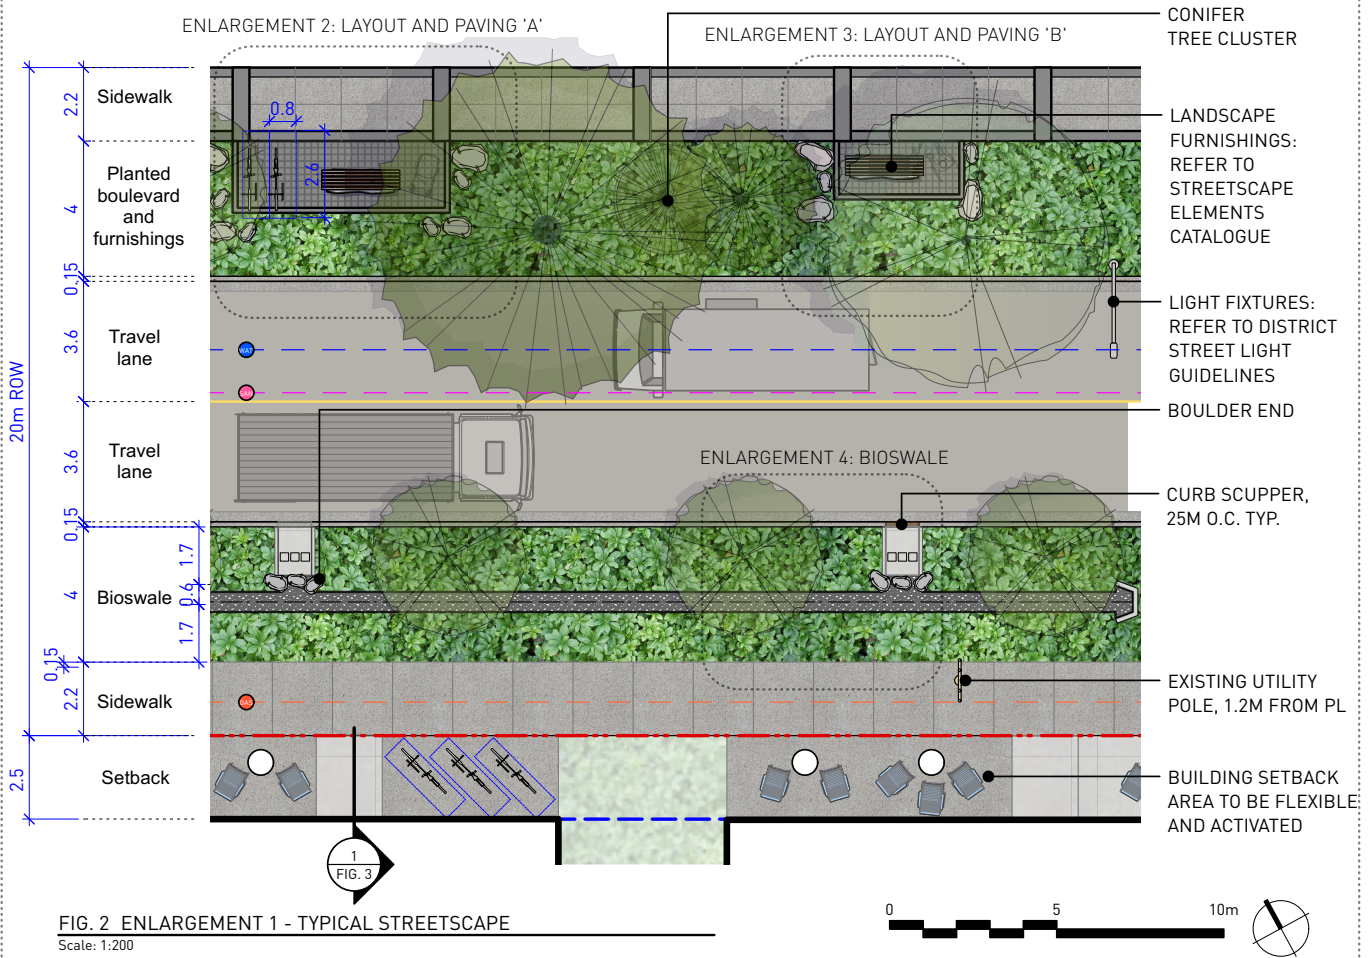 ENLARGEMENT 2: LAYOUT AND PAVING 'A'
ENLARGEMENT 3: LAYOUT AND PAVING 'B'
CONIFER
TREE CLUSTER
LANDSCAPE
FURNISHINGS:
REFER TO
STREETSCAPE
ELEMENTS
CATALOGUE
LIGHT FIXTURES:
REFER TO DISTRICT
STREET LIGHT
GUIDELINES
BOULDER END
ENLARGEMENT 4: BIOSWALE
CURB SCUPPER,
25M O.C. TYP.
EXISTING UTILITY
POLE, 1.2M FROM PL
BUILDING SETBACK
AREA TO BE FLEXIBLE
AND ACTIVATED
20m ROW
2.5
2.2
4
0.15
3.6
3.6
0.15
4
0.15
2.2
Sidewalk
Planted
boulevard
and
furnishings
Travel
lane
Travel
lane
Bioswale
Sidewalk
Setback
0.8
2.6
1.7
0.6
1.7
WAT
SAN
GAS
1
FIG. 3
FIG. 2 ENLARGEMENT 1 - TYPICAL STREETSCAPE
Scale: 1:200
0 5 10m